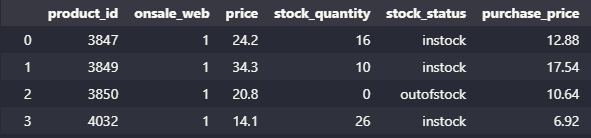 product_id onsale_web price stock_quantity stock_status purchase_price
0 3847 1 24.2 16 instock 12.88
1 3849 1 34.3 10 instock 17.54
2 3850 1 20.8 0 outofstock 10.64
3 4032 1 14.1 26 instock 6.92